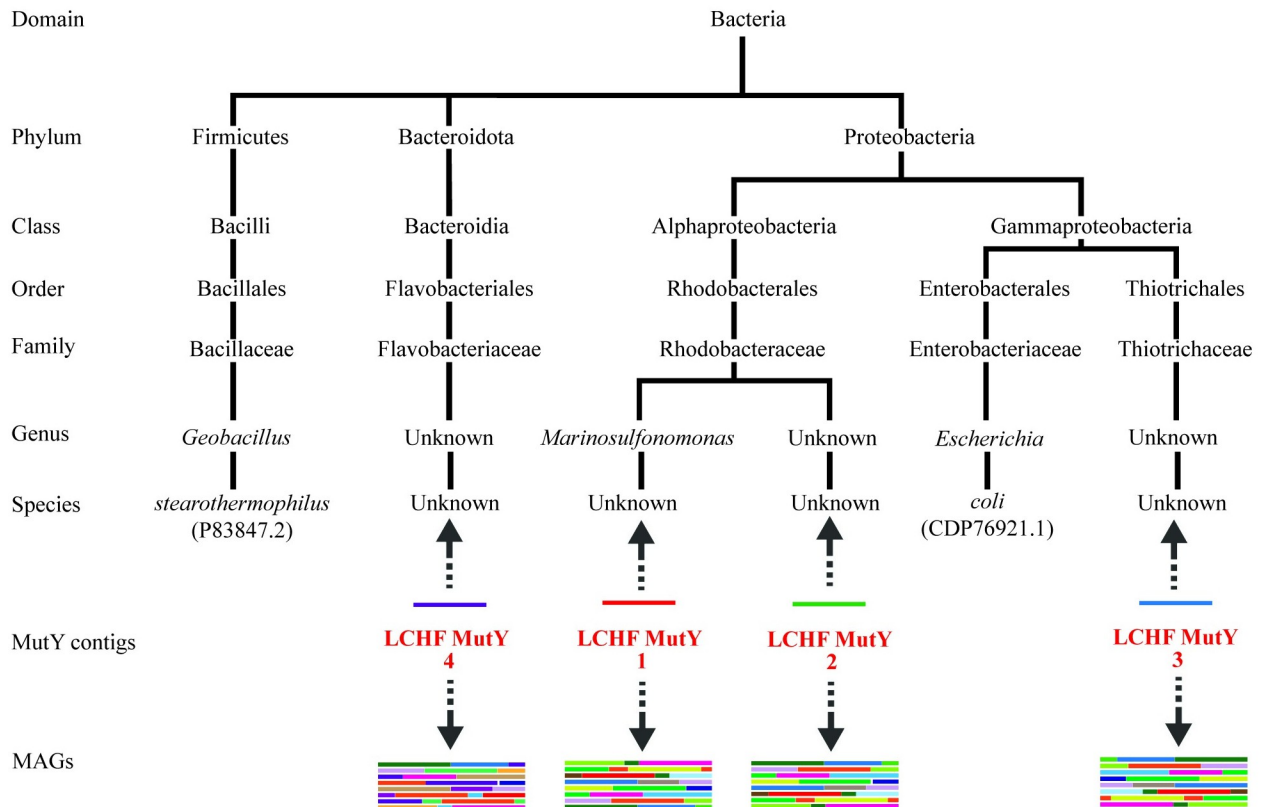 Domain Bacteria
Phylum Firmicutes Bacteroidota Proteobacteria
Class Bacilli Bacteroidia Alphaproteobacteria Gammaproteobacteria
Order Bacillales Flavobacteriales Rhodobacterales Enterobacterales Thiotrichales
Family Bacillaceae Flavobacteriaceae Rhodobacteraceae Enterobacteriaceae Thiotrichaceae
Genus Geobacillus Unknown Marinosulfonomonas Unknown Escherichia Unknown
Species stearothermophilus Unknown Unknown Unknown coli Unknown
(P83847.2) (CDP76921.1)
MutY contigs LCHF MutY LCHF MutY LCHF MutY LCHF MutY
4 1 2 3
MAGs